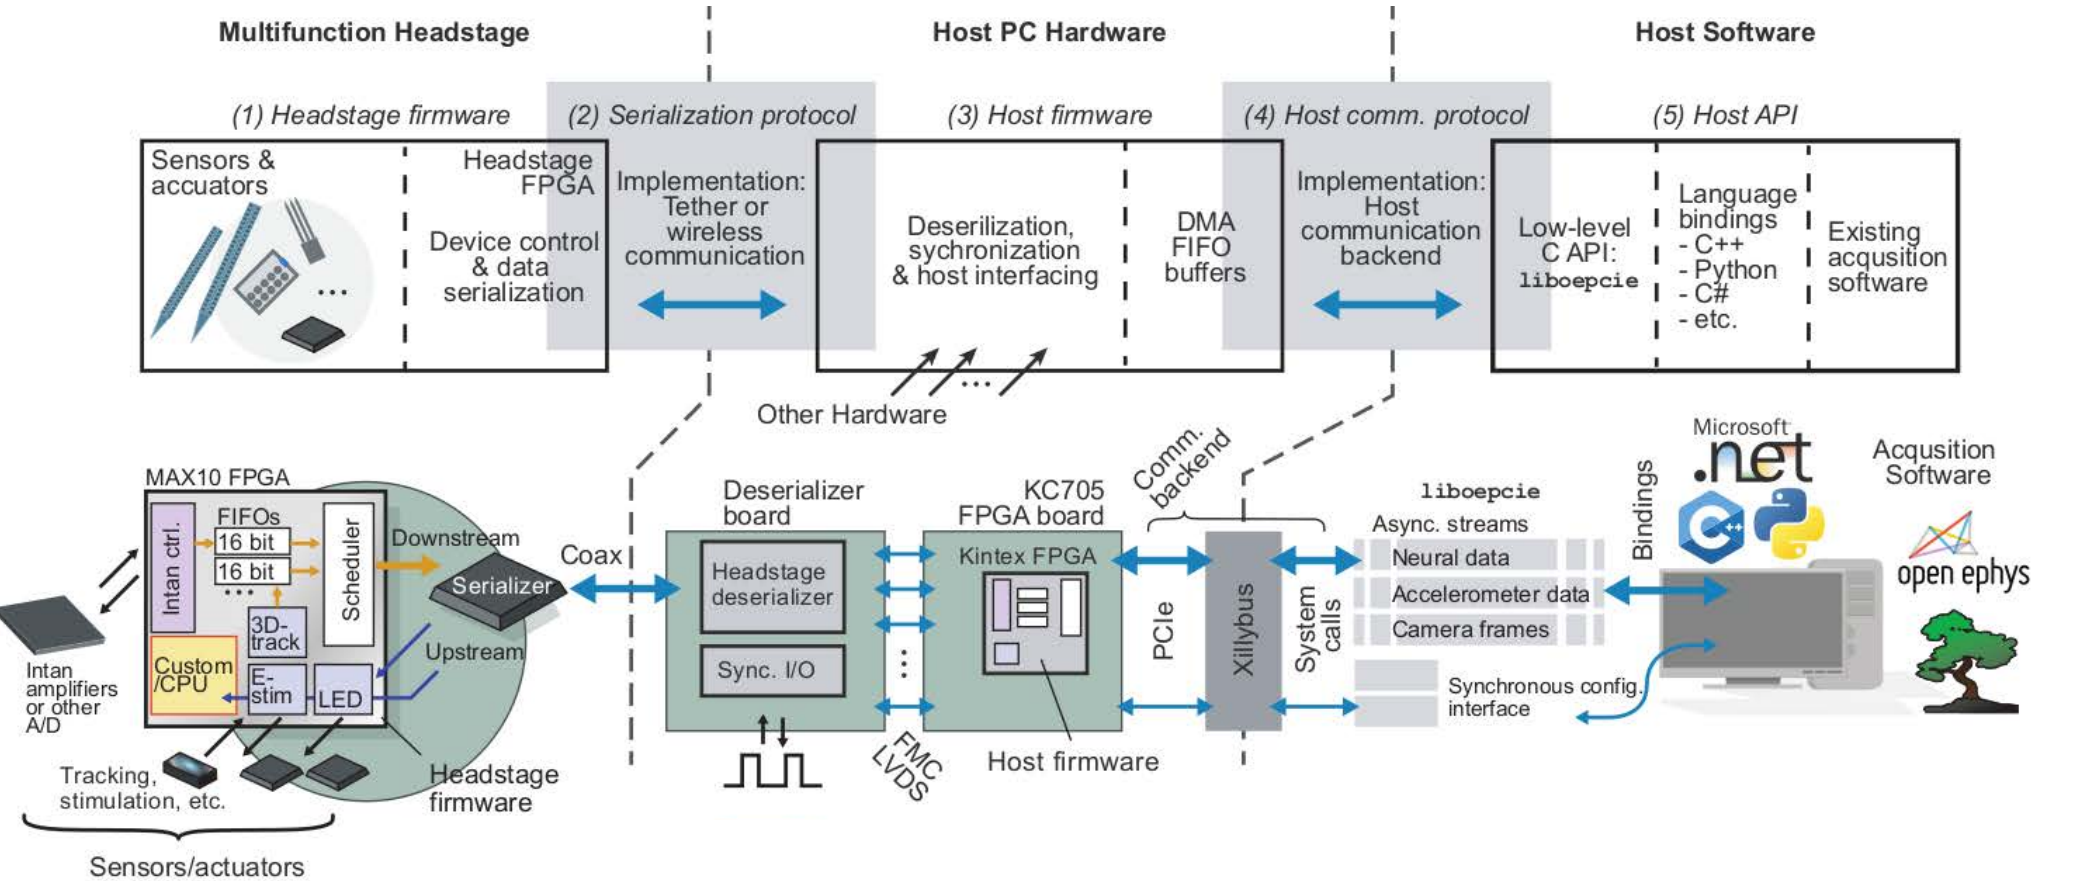 Multifunction Headstage
Host PC Hardware
Host Software
(1) Headstage firmware
(2) Serialization protocol
(3) Host firmware
(4) Host comm. protocol
(5) Host API
Sensors &
accuators
...
Headstage
FPGA
Device control
& data
serialization
Implementation:
Tether or
wireless
communication
Deserilization,
sychronization
& host interfacing
DMA
FIFO
buffers
Implementation:
Host
communication
backend
Low-level
C API:
liboepcie
Language
bindings
- C++
- Python
- C#
- etc.
Existing
acqusition
software
...
Other Hardware
MAX10 FPGA
Intan ctrl.
FIFOs
16 bit
16 bit
...
Scheduler
3D-
track
Custom
/CPU
E-
stim
LED
Downstream
Serializer
Upstream
Intan
amplifiers
or other
A/D
Tracking,
stimulation, etc.
Headstage
firmware
Sensors/actuators
Coax
Deserializer
board
Headstage
deserializer
Sync. I/O
FMC
LVDS
KC705
FPGA board
Kintex FPGA
Host firmware
Comm.
backend
PCIe
Xillybus
System
calls
liboepcie
Async. streams
Neural data
Accelerometer data
Camera frames
Synchronous config.
interface
Bindings
Microsoft
.net
C++
Acqusition
Software
open ephys